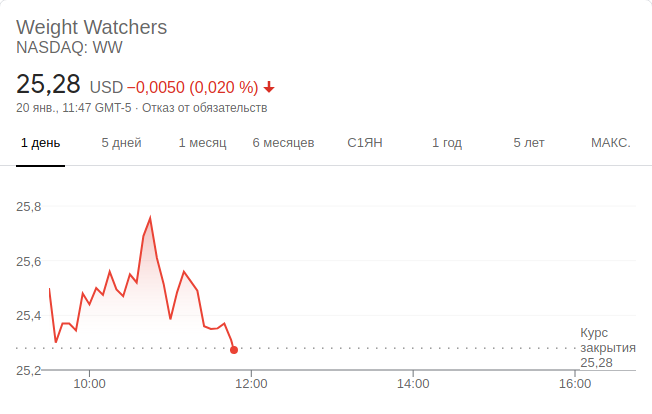 Weight Watchers
NASDAQ: WW
25,28 USD −0,0050 (0,020 %)
20 янв., 11:47 GMT-5 · Отказ от обязательств
1 день 5 дней 1 месяц 6 месяцев С1ЯН 1 год 5 лет МАКС.
25,8
25,6
25,4
Курс
закрытия
25,28
25,2
10:00 12:00 14:00 16:00